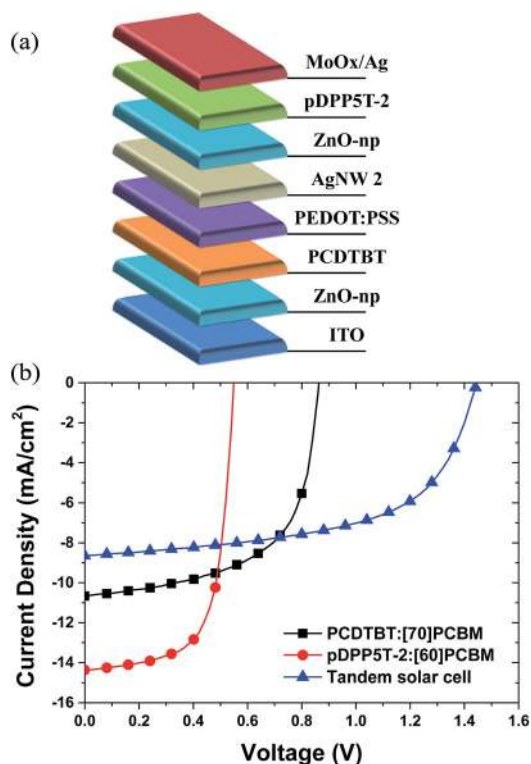 (a)
MoOx/Ag
pDPP5T-2
ZnO-np
AgNW 2
PEDOT:PSS
PCDTBT
ZnO-np
ITO
(b)
0
-2
-4
-6
-8
-10
-12
-14
-16
Current Density (mA/cm²)
PCDTBT:[70]PCBM
pDPP5T-2:[60]PCBM
Tandem solar cell
0.0 0.2 0.4 0.6 0.8 1.0 1.2 1.4 1.6
Voltage (V)